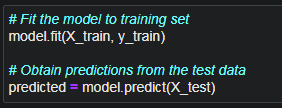 # Fit the model to training set
model.fit(X_train, y_train)
# Obtain predictions from the test data
predicted = model.predict(X_test)